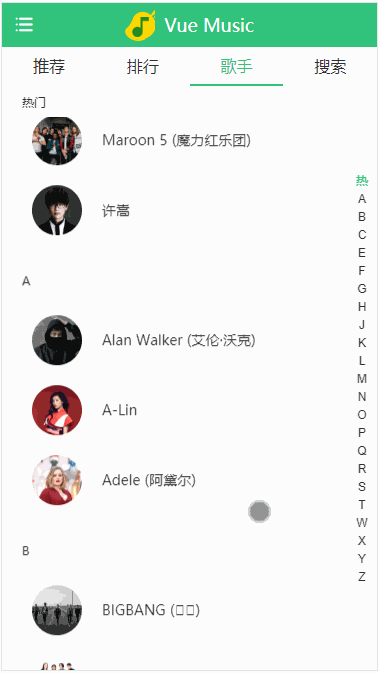 Vue Music
推荐 排行 歌手 搜索
热门
Maroon 5 (魔力红乐团)
许嵩
A
Alan Walker (艾伦·沃克)
A-Lin
Adele (阿黛尔)
B
BIGBANG (▯▯)
热
A
B
C
E
F
G
H
J
K
L
M
N
O
P
Q
R
S
T
W
X
Y
Z